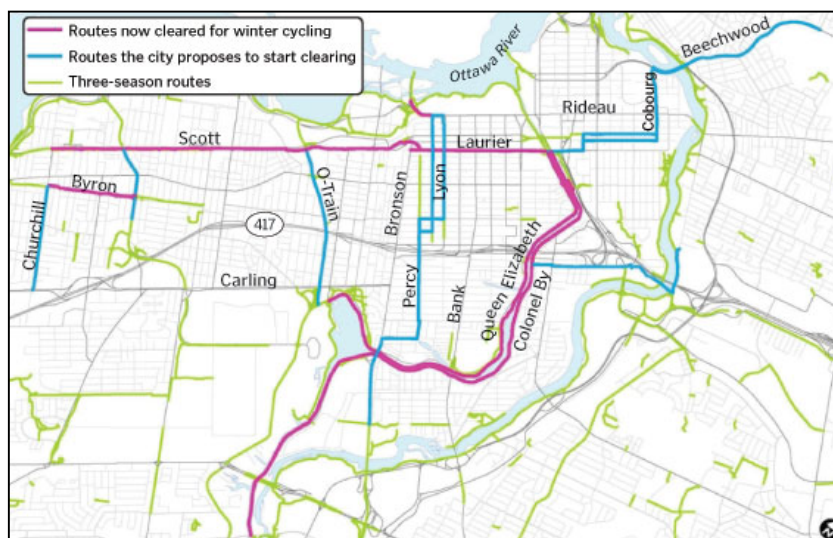 Routes now cleared for winter cycling
Routes the city proposes to start clearing
Three-season routes
Ottawa River
Beechwood
Rideau
Cobourg
Scott
Laurier
Byron
O-Train
Bronson
Lyon
Churchill
417
Queen Elizabeth
Colonel By
Carling
Percy
Bank